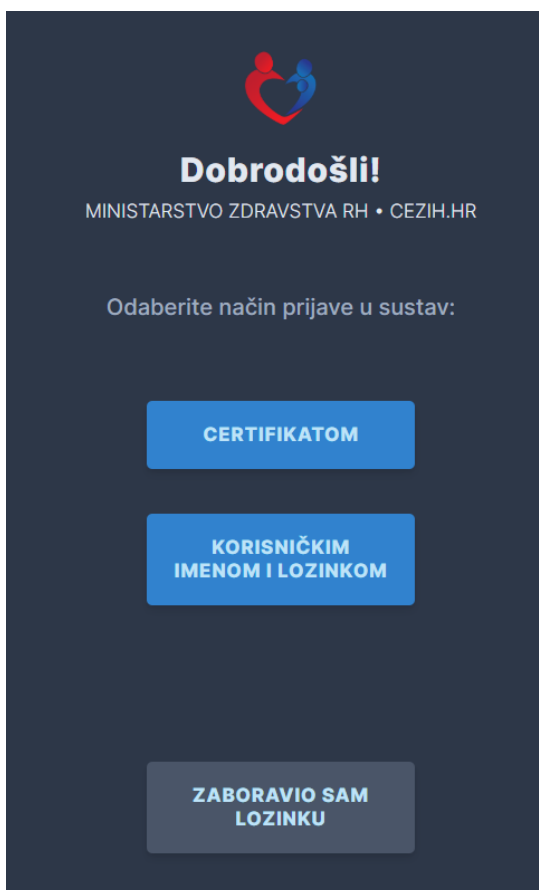 Dobrodošli!
MINISTARSTVO ZDRAVSTVA RH • CEZIH.HR
Odaberite način prijave u sustav:
CERTIFIKATOM
KORISNIČKIM
IMENOM I LOZINKOM
ZABORAVIO SAM
LOZINKU